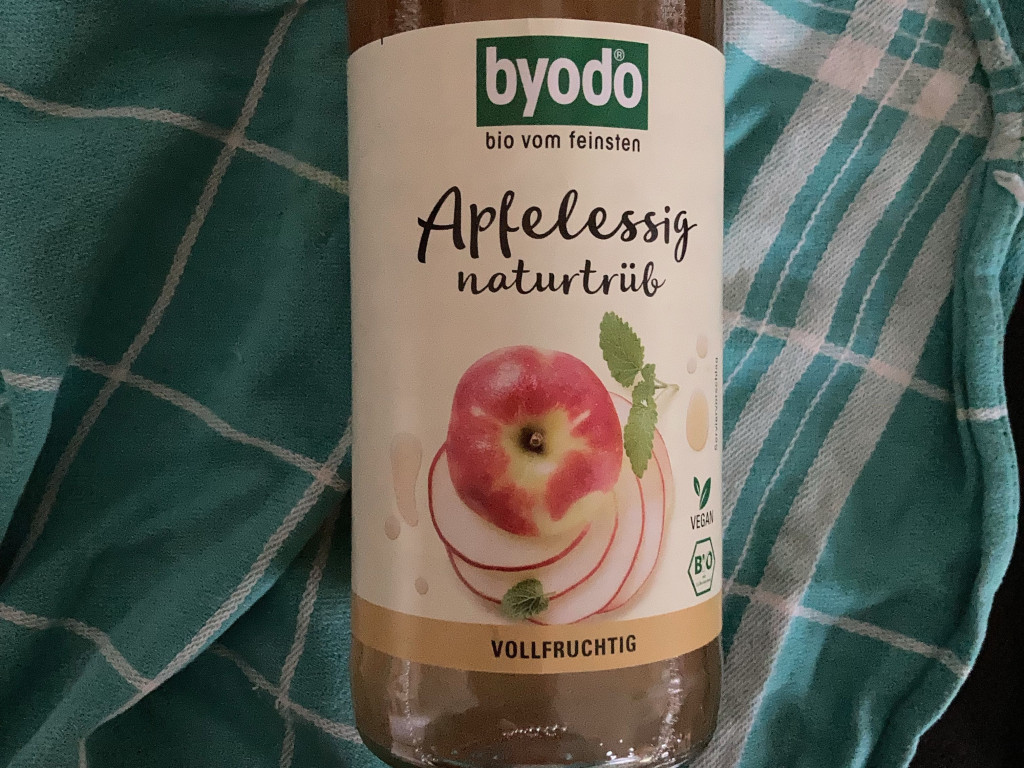 byodo®
bio vom feinsten
Apfelessig
naturtrüb
VEGAN
BIO
VOLLFRUCHTIG